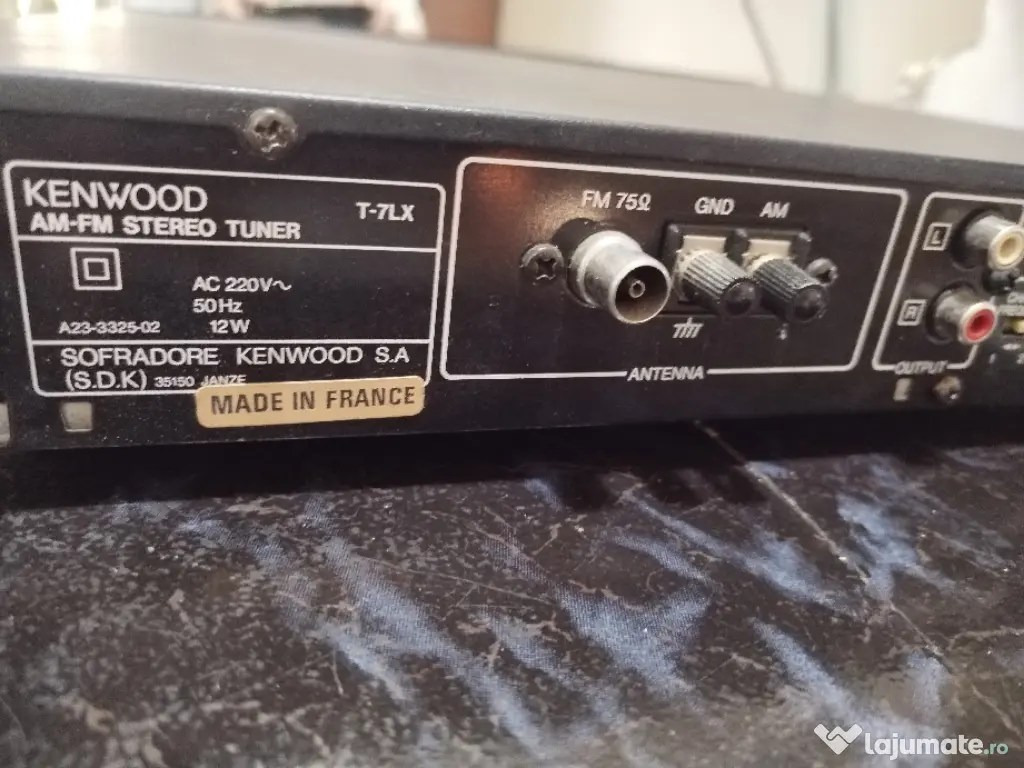 KENWOOD
T-7LX
AM-FM STEREO TUNER
AC 220V~
50Hz
A23-3325-02 12W
SOFRADORE KENWOOD S.A
(S.D.K) 35150 JANZE
MADE IN FRANCE
FM 75Ω
GND AM
ANTENNA
L
R
OUTPUT
lajumate.ro